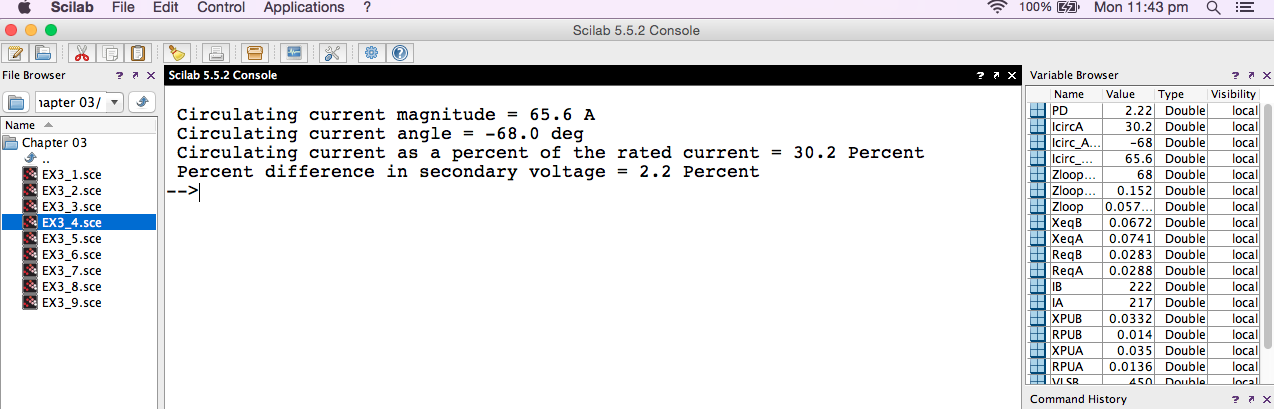 Scilab File Edit Control Applications ? 100% Mon 11:43 pm
Scilab 5.5.2 Console
File Browser ? Scilab 5.5.2 Console ? Variable Browser ?
ıapter 03/
Name
Chapter 03
..
EX3_1.sce
EX3_2.sce
EX3_3.sce
EX3_4.sce
EX3_5.sce
EX3_6.sce
EX3_7.sce
EX3_8.sce
EX3_9.sce
Circulating current magnitude = 65.6 A
Circulating current angle = -68.0 deg
Circulating current as a percent of the rated current = 30.2 Percent
Percent difference in secondary voltage = 2.2 Percent
-->
Name Value Type Visibility
PD 2.22 Double local
IcircA 30.2 Double local
Icirc_A... -68 Double local
Icirc_... 65.6 Double local
Zloop... 68 Double local
Zloop... 0.152 Double local
Zloop 0.057... Double local
XeqB 0.0672 Double local
XeqA 0.0741 Double local
ReqB 0.0283 Double local
ReqA 0.0288 Double local
IB 222 Double local
IA 217 Double local
XPUB 0.0332 Double local
RPUB 0.014 Double local
XPUA 0.035 Double local
RPUA 0.0136 Double local
VLSB 450 Double local
Command History ?